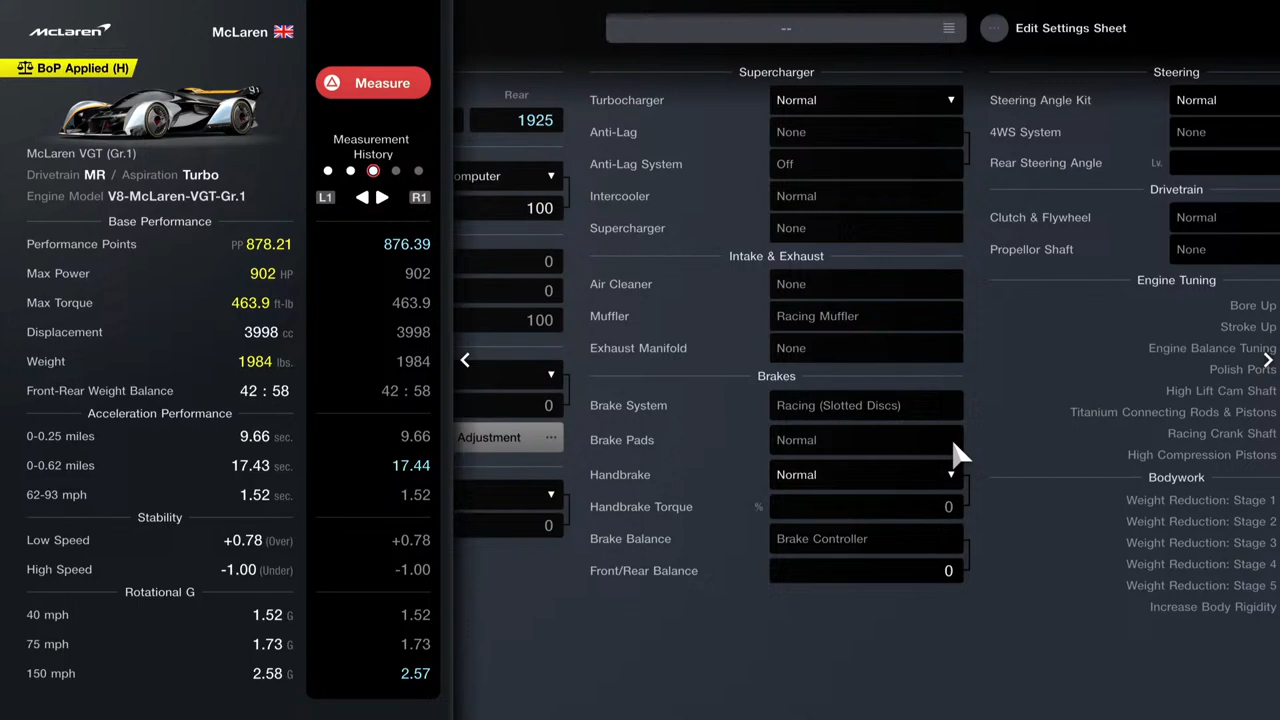 McLaren
McLaren
BoP Applied (H)
McLaren VGT (Gr.1)
Drivetrain MR / Aspiration Turbo
Engine Model V8-McLaren-VGT-Gr.1
Base Performance
Performance Points PP 878.21
Max Power 902 HP
Max Torque 463.9 ft-lb
Displacement 3998 cc
Weight 1984 lbs.
Front-Rear Weight Balance 42 : 58
Acceleration Performance
0-0.25 miles 9.66 sec.
0-0.62 miles 17.43 sec.
62-93 mph 1.52 sec.
Stability
Low Speed +0.78 (Over)
High Speed -1.00 (Under)
Rotational G
40 mph 1.52 G
75 mph 1.73 G
150 mph 2.58 G
Measure
Measurement
History
L1 R1
876.39
902
463.9
3998
1984
42 : 58
9.66
17.44
1.52
+0.78
-1.00
1.52
1.73
2.57
Rear
1925
omputer
100
0
0
100
0
Adjustment ...
0
--
Edit Settings Sheet
Supercharger
Turbocharger Normal
Anti-Lag None
Anti-Lag System Off
Intercooler Normal
Supercharger None
Intake & Exhaust
Air Cleaner None
Muffler Racing Muffler
Exhaust Manifold None
Brakes
Brake System Racing (Slotted Discs)
Brake Pads Normal
Handbrake Normal
Handbrake Torque % 0
Brake Balance Brake Controller
Front/Rear Balance 0
Steering
Steering Angle Kit Normal
4WS System None
Rear Steering Angle Lv.
Drivetrain
Clutch & Flywheel Normal
Propellor Shaft None
Engine Tuning
Bore Up
Stroke Up
Engine Balance Tuning
Polish Ports
High Lift Cam Shaft
Titanium Connecting Rods & Pistons
Racing Crank Shaft
High Compression Pistons
Bodywork
Weight Reduction: Stage 1
Weight Reduction: Stage 2
Weight Reduction: Stage 3
Weight Reduction: Stage 4
Weight Reduction: Stage 5
Increase Body Rigidity